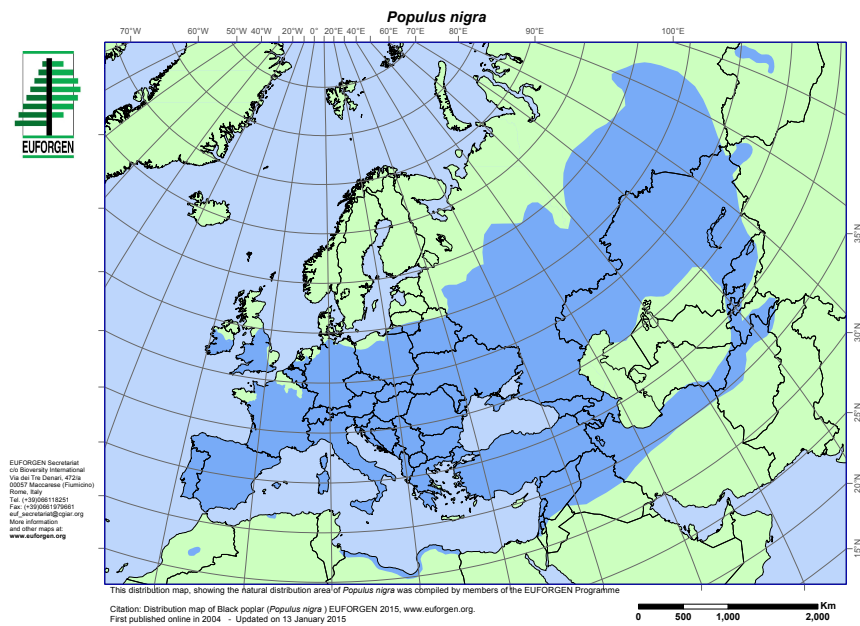 Populus nigra
70°W 60°W 50°W 40°W 30°W 20°W 10°W 0° 10°E 20°E 30°E 40°E 60°E 70°E 80°E 90°E 100°E
EUFORGEN
35°N
30°N
25°N
20°N
15°N
EUFORGEN Secretariat
c/o Bioversity International
Via dei Tre Denari, 472/a
00057 Maccarese (Fiumicino)
Rome, Italy
Tel. (+39)066118251
Fax: (+39)0661979661
euf_secretariat@cgiar.org
More information
and other maps at:
www.euforgen.org
This distribution map, showing the natural distribution area of Populus nigra was compiled by members of the EUFORGEN Programme
Citation: Distribution map of Black poplar (Populus nigra ) EUFORGEN 2015, www.euforgen.org.
First published online in 2004 - Updated on 13 January 2015
Km
0 500 1,000 2,000